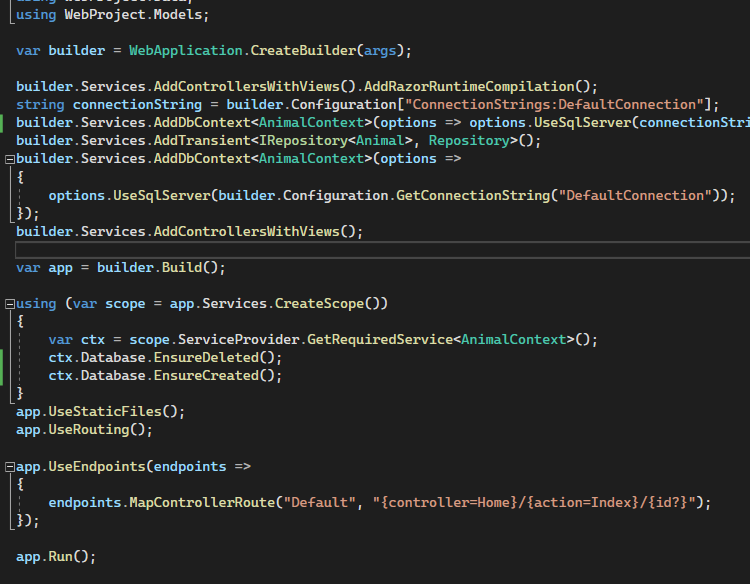 using WebProject.Models;
var builder = WebApplication.CreateBuilder(args);
builder.Services.AddControllersWithViews().AddRazorRuntimeCompilation();
string connectionString = builder.Configuration["ConnectionStrings:DefaultConnection"];
builder.Services.AddDbContext<AnimalContext>(options => options.UseSqlServer(connectionStri
builder.Services.AddTransient<IRepository<Animal>, Repository>();
builder.Services.AddDbContext<AnimalContext>(options =>
{
    options.UseSqlServer(builder.Configuration.GetConnectionString("DefaultConnection"));
});
builder.Services.AddControllersWithViews();
var app = builder.Build();
using (var scope = app.Services.CreateScope())
{
    var ctx = scope.ServiceProvider.GetRequiredService<AnimalContext>();
    ctx.Database.EnsureDeleted();
    ctx.Database.EnsureCreated();
}
app.UseStaticFiles();
app.UseRouting();
app.UseEndpoints(endpoints =>
{
    endpoints.MapControllerRoute("Default", "{controller=Home}/{action=Index}/{id?}");
});
app.Run();